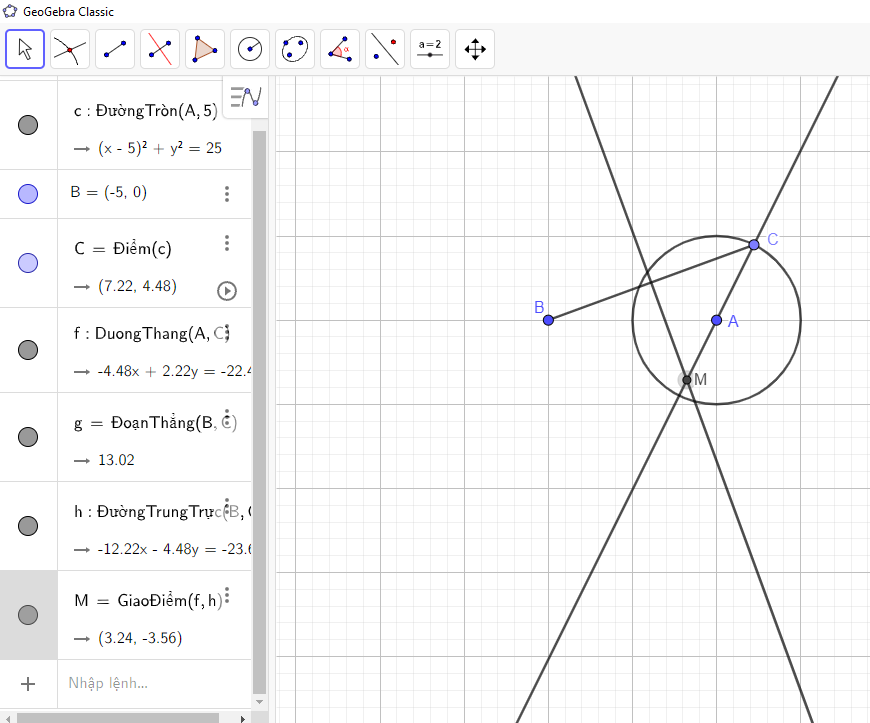 GeoGebra Classic
a = 2
α
c : ĐườngTròn(A, 5)
→ (x - 5)² + y² = 25
B = (-5, 0)
C = Điểm(c)
→ (7.22, 4.48)
f : DuongThang(A, C)
→ -4.48x + 2.22y = -22.4
g = ĐoạnThẳng(B, C)
→ 13.02
h : ĐườngTrungTrực(B,
→ -12.22x - 4.48y = -23.6
M = GiaoĐiểm(f, h)
→ (3.24, -3.56)
Nhập lệnh...
C
B
A
M